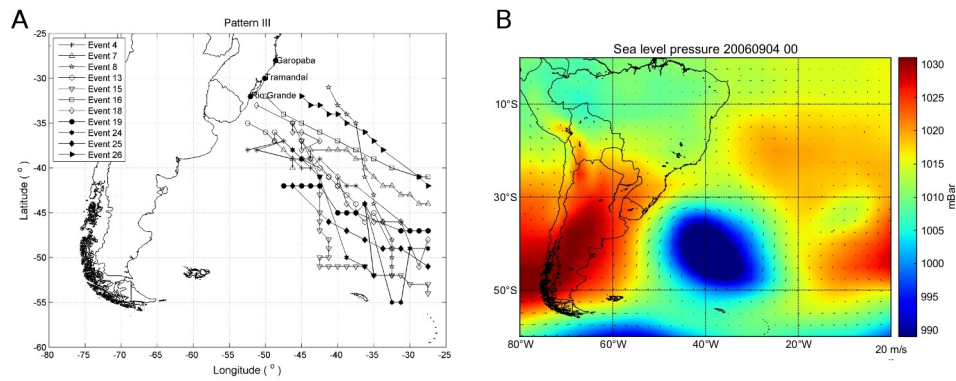 A
Pattern III
-25
-30
-35
-40
-45
-50
-55
-60
Latitude ( ° )
Event 4
Event 7
Event 8
Event 13
Event 15
Event 16
Event 18
Event 19
Event 24
Event 25
Event 26
Garopaba
Tramandaí
Rio Grande
-80 -75 -70 -65 -60 -55 -50 -45 -40 -35 -30 -25
Longitude ( ° )
B
Sea level pressure 20060904 00
10°S
30°S
50°S
80°W 60°W 40°W 20°W
20 m/s
1030
1025
1020
1015
1010
1005
1000
995
990
mBar